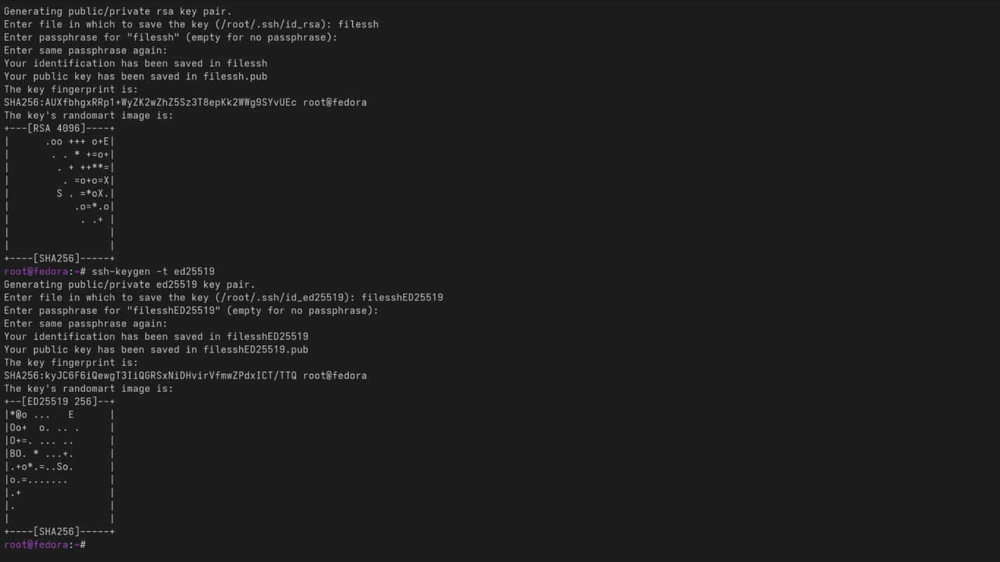 Generating public/private rsa key pair.
Enter file in which to save the key (/root/.ssh/id_rsa): filessh
Enter passphrase for "filessh" (empty for no passphrase):
Enter same passphrase again:
Your identification has been saved in filessh
Your public key has been saved in filessh.pub
The key fingerprint is:
SHA256:AUXfbhgxRRp1+WyZK2wZhZ5Sz3T8epKk2WWg9SYvUEc root@fedora
The key's randomart image is:
+---[RSA 4096]----+
|      .oo +++ o+E|
|       . . * +=o+|
|        . + ++**=|
|         . =o+o=X|
|        S . =*oX.|
|           .o=*.o|
|            . .+ |
|                 |
|                 |
+----[SHA256]-----+
root@fedora:~# ssh-keygen -t ed25519
Generating public/private ed25519 key pair.
Enter file in which to save the key (/root/.ssh/id_ed25519): filesshED25519
Enter passphrase for "filesshED25519" (empty for no passphrase):
Enter same passphrase again:
Your identification has been saved in filesshED25519
Your public key has been saved in filesshED25519.pub
The key fingerprint is:
SHA256:kyJC6F6iQewgT3IiQGRSxNiDHvirVfmwZPdxICT/TTQ root@fedora
The key's randomart image is:
+--[ED25519 256]--+
|*@o ...   E      |
|Oo+  o. .. .     |
|O+=. ... ..      |
|BO. * ...+.      |
|.+o*.=..So.      |
|o.=.......       |
|.+               |
|.                |
|                 |
+----[SHA256]-----+
root@fedora:~#